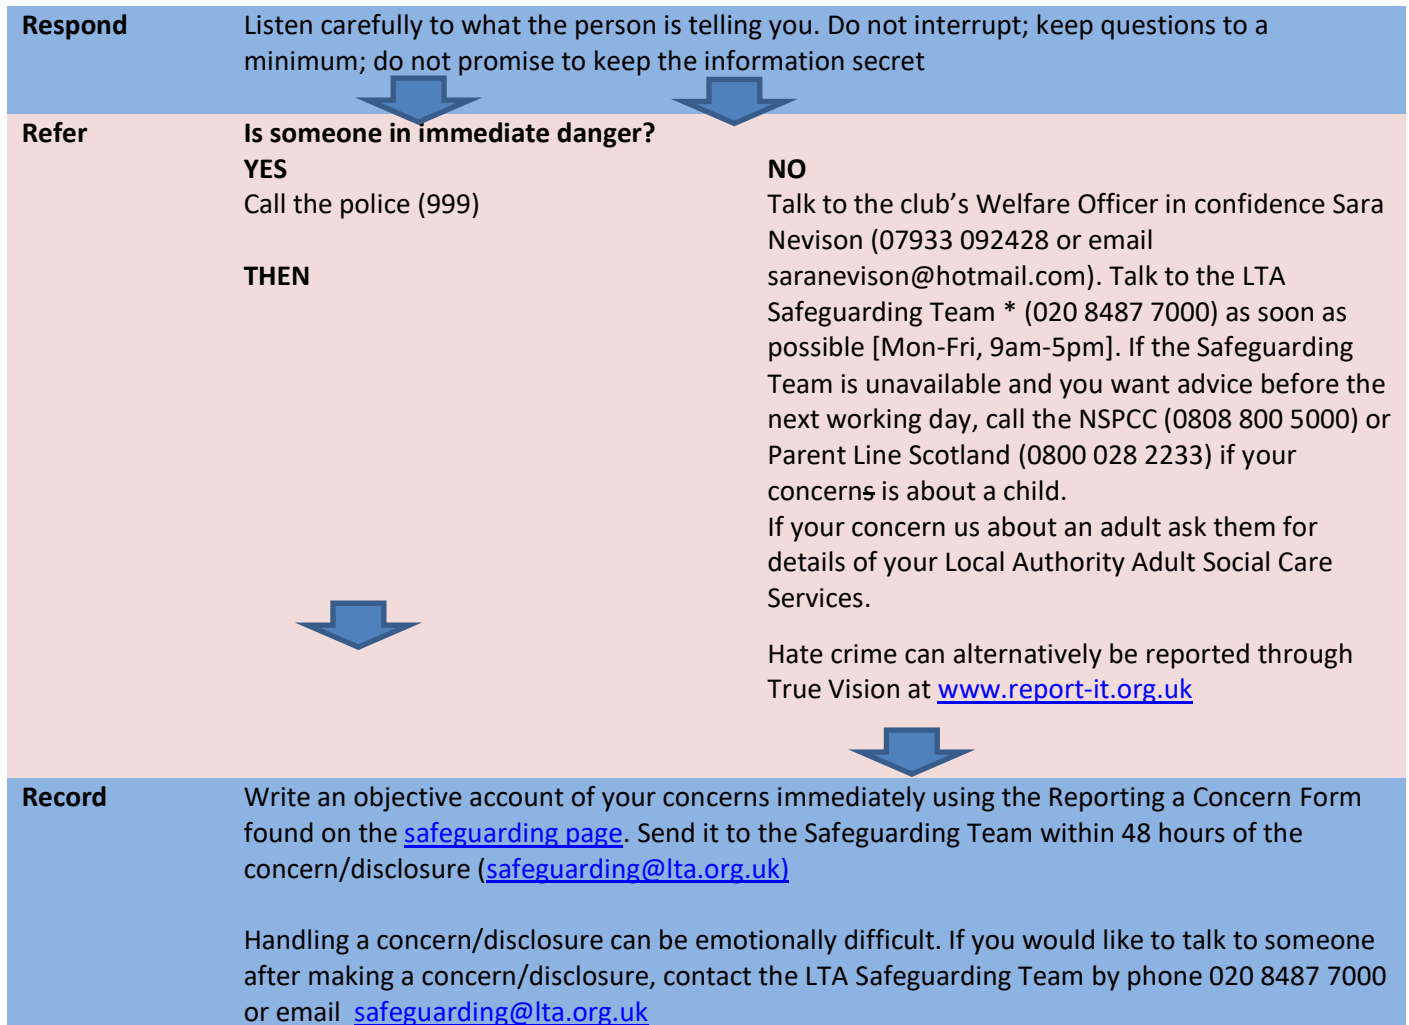 Respond
Listen carefully to what the person is telling you. Do not interrupt; keep questions to a
minimum; do not promise to keep the information secret
Refer
Is someone in immediate danger?
YES
Call the police (999)
THEN
NO
Talk to the club’s Welfare Officer in confidence Sara
Nevison (07933 092428 or email
saranevison@hotmail.com). Talk to the LTA
Safeguarding Team * (020 8487 7000) as soon as
possible [Mon-Fri, 9am-5pm]. If the Safeguarding
Team is unavailable and you want advice before the
next working day, call the NSPCC (0808 800 5000) or
Parent Line Scotland (0800 028 2233) if your
concerns is about a child.
If your concern us about an adult ask them for
details of your Local Authority Adult Social Care
Services.
Hate crime can alternatively be reported through
True Vision at www.report-it.org.uk
Record
Write an objective account of your concerns immediately using the Reporting a Concern Form
found on the safeguarding page. Send it to the Safeguarding Team within 48 hours of the
concern/disclosure (safeguarding@lta.org.uk)
Handling a concern/disclosure can be emotionally difficult. If you would like to talk to someone
after making a concern/disclosure, contact the LTA Safeguarding Team by phone 020 8487 7000
or email safeguarding@lta.org.uk